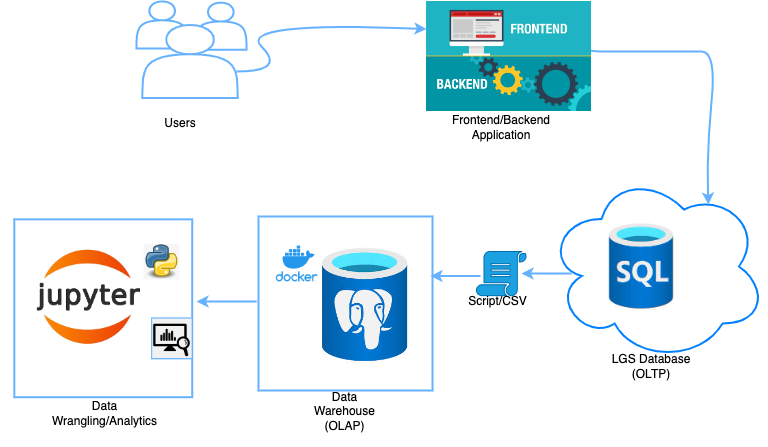 FRONTEND
BACKEND
Users
Frontend/Backend
Application
SQL
LGS Database
(OLTP)
Script/CSV
docker
Data
Warehouse
(OLAP)
jupyter
Data
Wrangling/Analytics